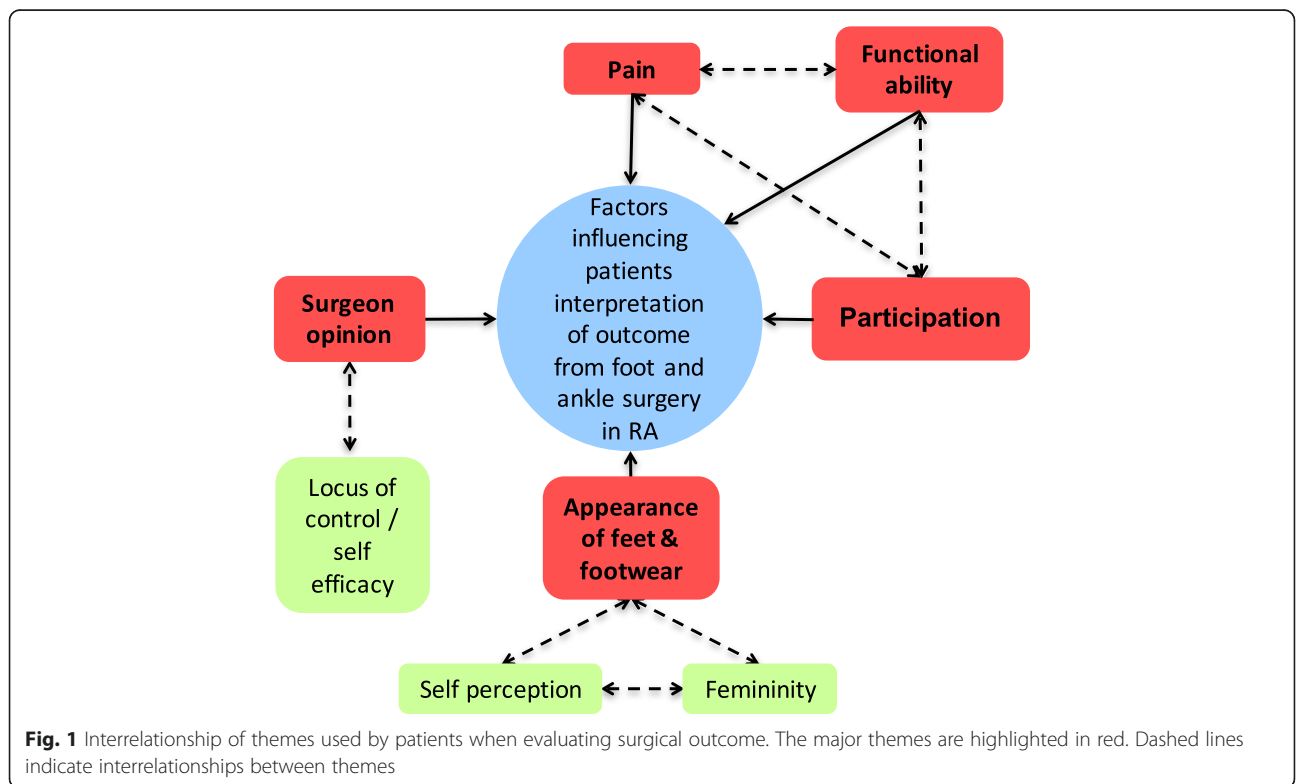 Pain
Functional
ability
Factors
influencing
patients
interpretation
of outcome
from foot and
ankle surgery
in RA
Surgeon
opinion
Participation
Locus of
control /
self
efficacy
Appearance
of feet &
footwear
Self perception
Femininity
Fig. 1 Interrelationship of themes used by patients when evaluating surgical outcome. The major themes are highlighted in red. Dashed lines
indicate interrelationships between themes